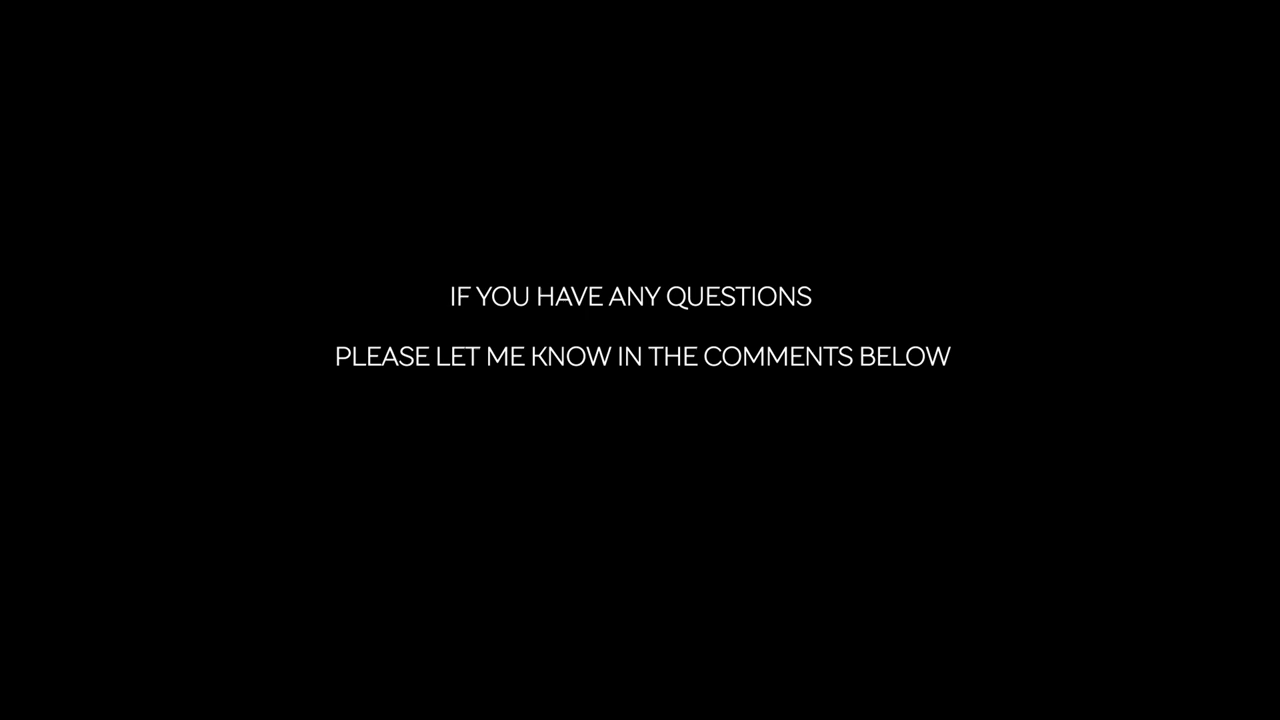 IF YOU HAVE ANY QUESTIONS
PLEASE LET ME KNOW IN THE COMMENTS BELOW